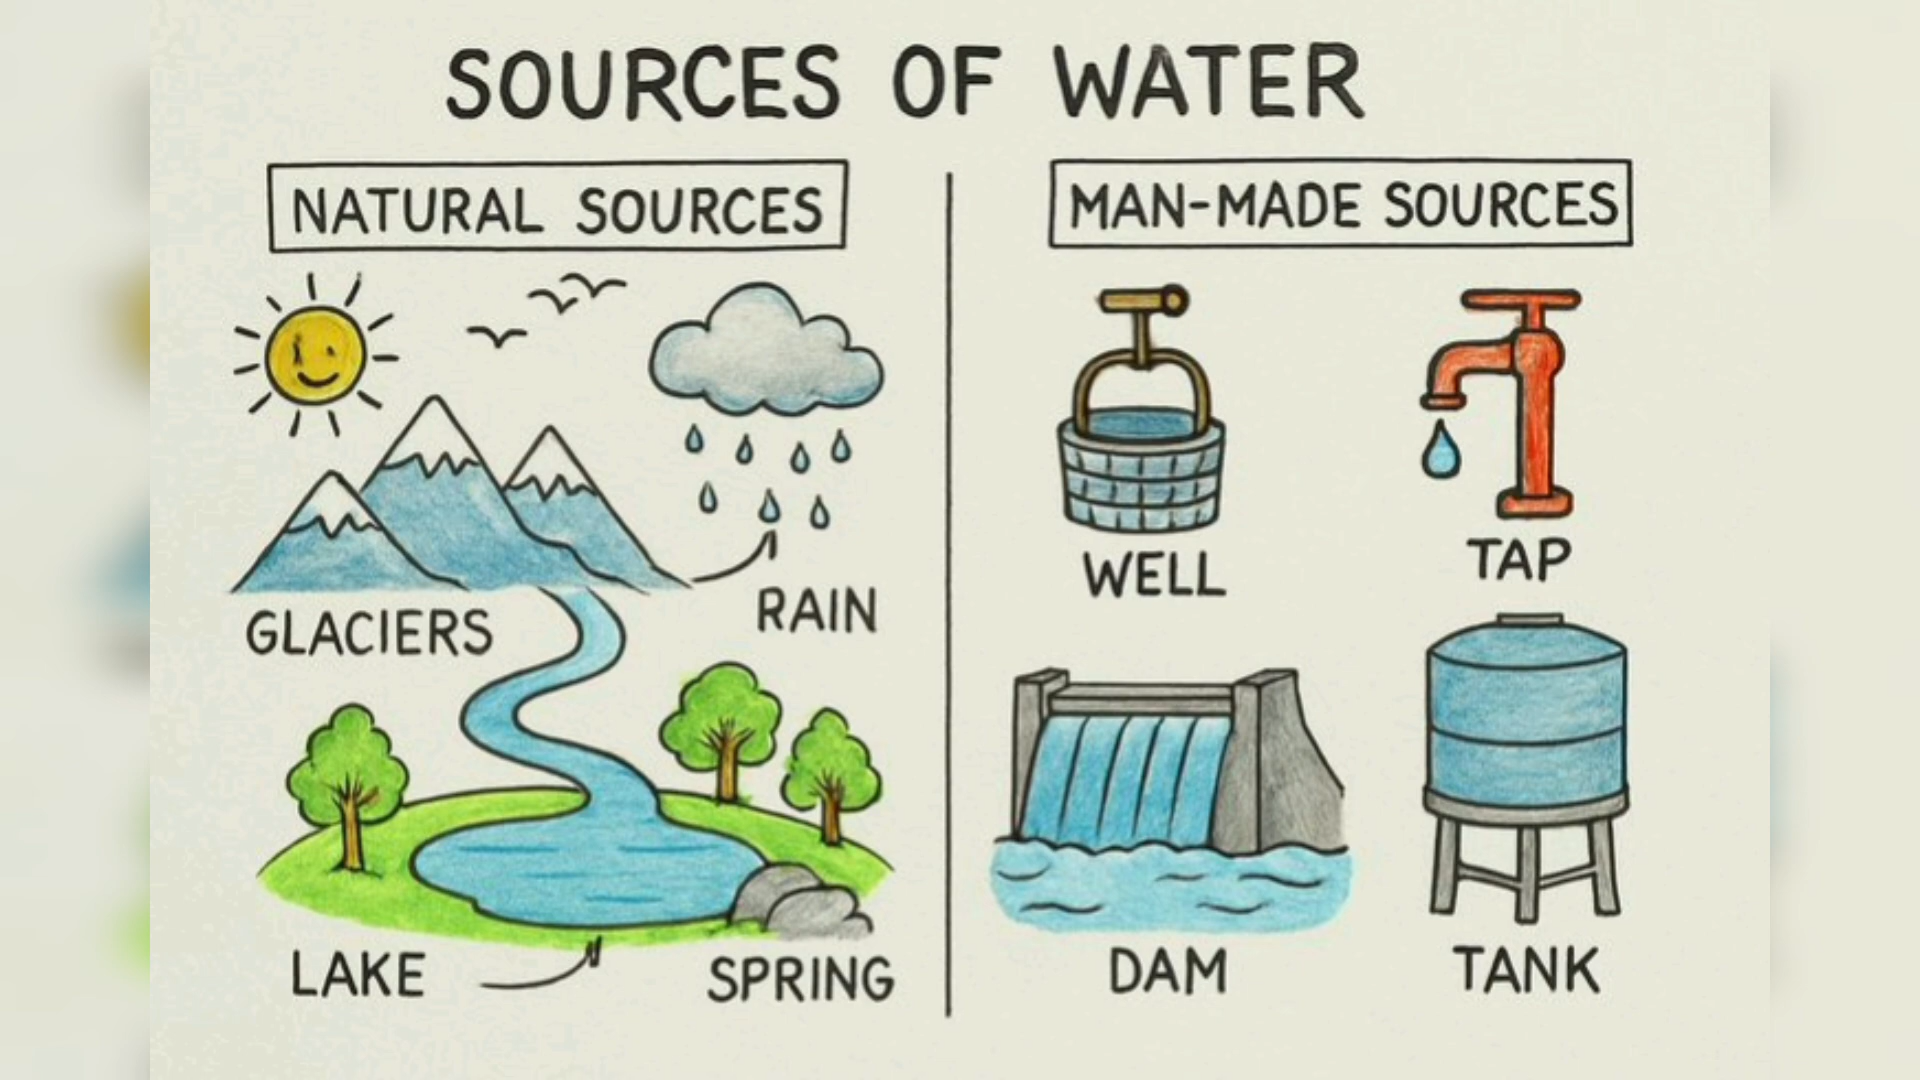 SOURCES OF WATER
NATURAL SOURCES
GLACIERS
RAIN
LAKE
SPRING
MAN-MADE SOURCES
WELL
TAP
DAM
TANK